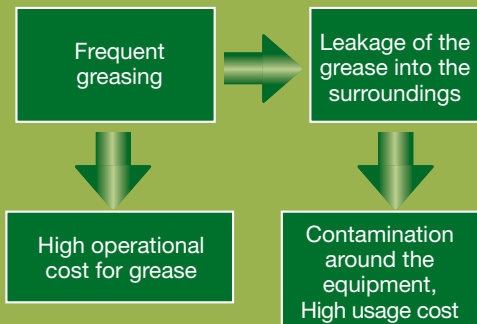 Frequent
greasing
Leakage of the
grease into the
surroundings
High operational
cost for grease
Contamination
around the
equipment,
High usage cost